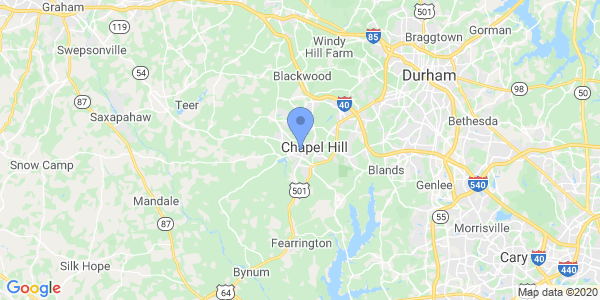 Graham
501
Gorman
119
Windy
Hill Farm
85
Braggtown
Swepsonville
54
Blackwood
Durham
98
50
87
Teer
40
Saxapahaw
Bethesda
Chapel Hill
Snow Camp
Blands
Genlee
540
501
Mandale
55
87
Morrisville
Fearrington
Cary
40
Silk Hope
Bynum
440
Google
64
Map data ©2020